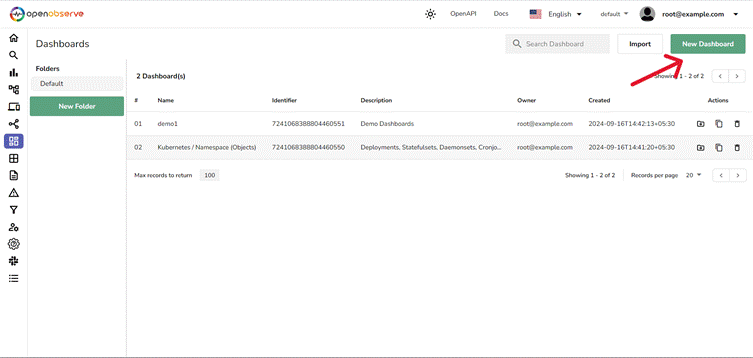 openobserve OpenAPI Docs English default root@example.com
Dashboards Search Dashboard Import New Dashboard
Folders
Default
New Folder
2 Dashboard(s) Showing 1 - 2 of 2
# Name Identifier Description Owner Created Actions
01 demo1 7241068388804460551 Demo Dashboards root@example.com 2024-09-16T14:42:13+05:30
02 Kubernetes / Namespace (Objects) 7241068388804460550 Deployments, Statefulsets, Daemonsets, Cronjo... root@example.com 2024-09-16T14:41:20+05:30
Max records to return 100 Showing 1 - 2 of 2 Records per page 20